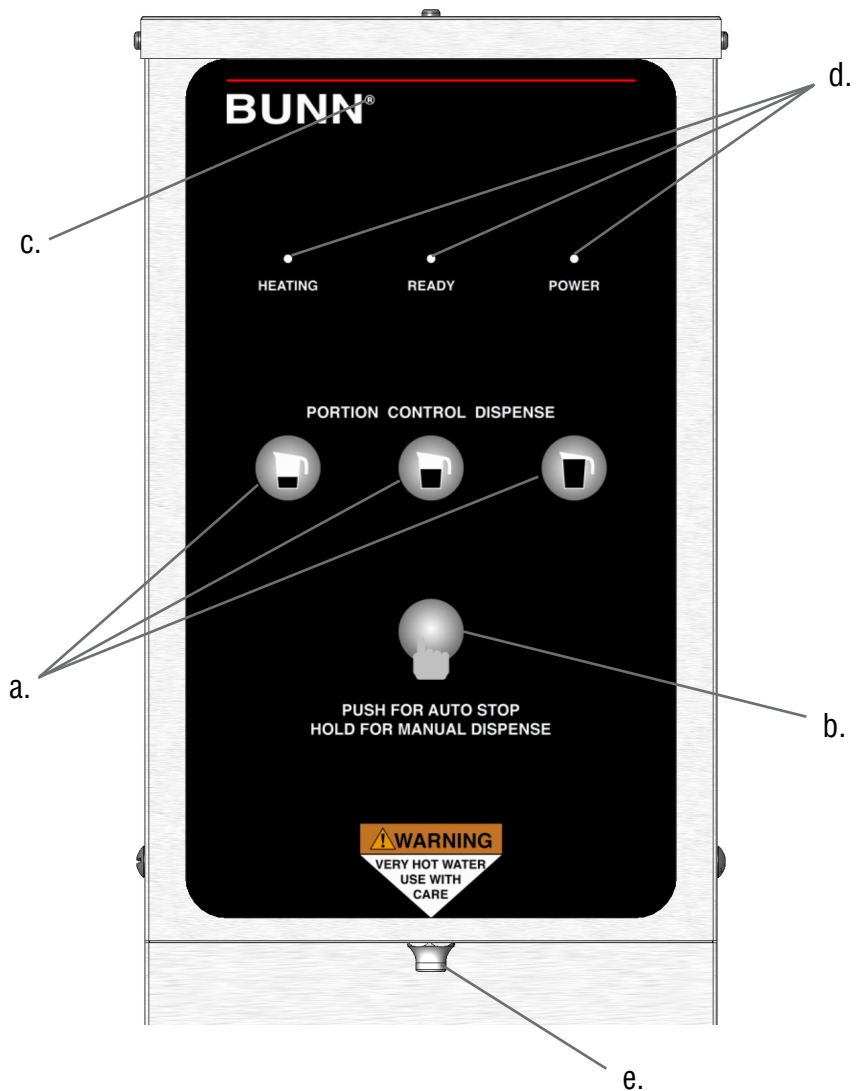 BUNN®
d.
c.
HEATING READY POWER
PORTION CONTROL DISPENSE
a.
PUSH FOR AUTO STOP
HOLD FOR MANUAL DISPENSE
b.
WARNING
VERY HOT WATER
USE WITH
CARE
e.